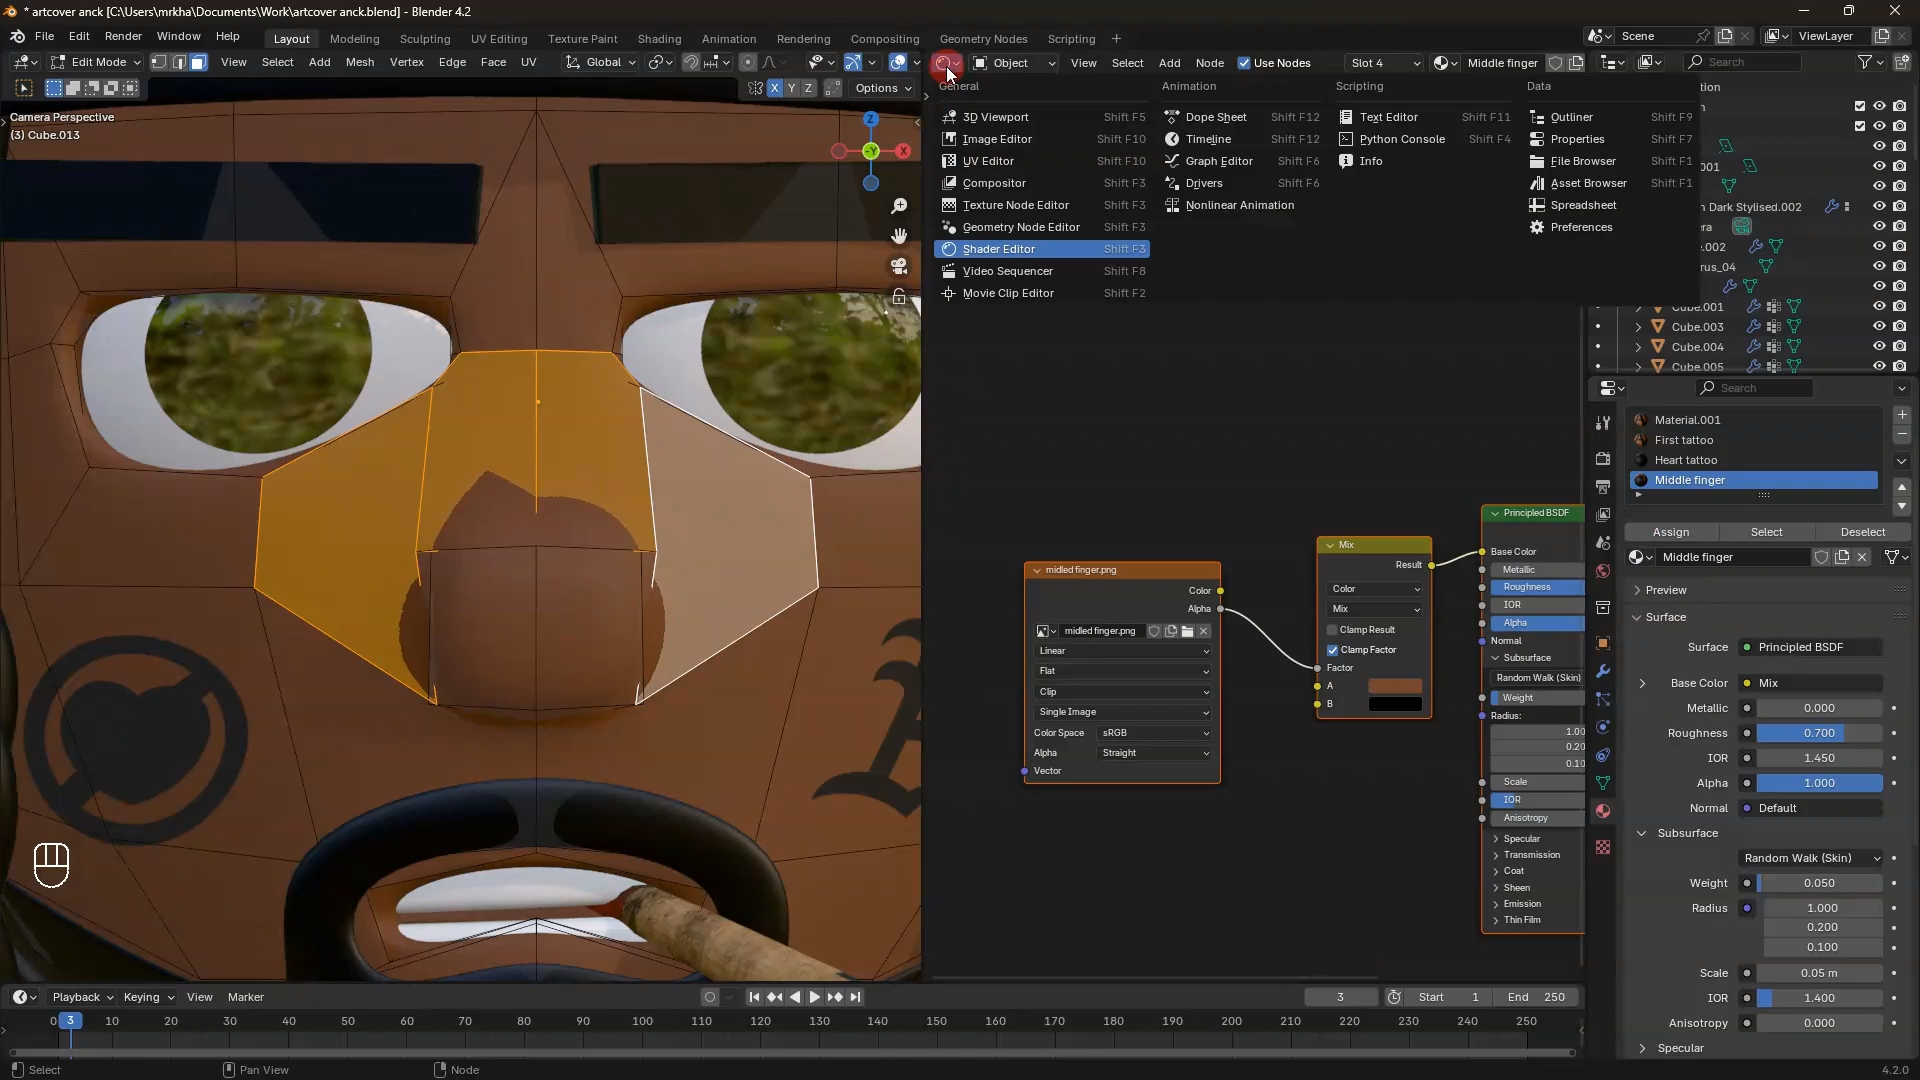 * artcover anck [C:\Users\mrkha\Documents\Work\artcover anck.blend] - Blender 4.2
File Edit Render Window Help
Layout Modeling Sculpting UV Editing Texture Paint Shading Animation Rendering Compositing Geometry Nodes Scripting +
Scene ViewLayer
Edit Mode View Select Add Mesh Vertex Edge Face UV Global
Object View Select Add Node Use Nodes Slot 4 Middle finger Search
X Y Z Options
Camera Perspective
(3) Cube.013
Z
-Y X
General Animation Scripting Data
3D Viewport Shift F5
Image Editor Shift F10
UV Editor Shift F10
Compositor Shift F3
Texture Node Editor Shift F3
Geometry Node Editor Shift F3
Shader Editor Shift F3
Video Sequencer Shift F8
Movie Clip Editor Shift F2
Dope Sheet Shift F12
Timeline Shift F12
Graph Editor Shift F6
Drivers Shift F6
Nonlinear Animation
Text Editor Shift F11
Python Console Shift F4
Info
Outliner Shift F9
Properties Shift F7
File Browser Shift F1
Asset Browser Shift F1
Spreadsheet
Preferences
Dark Stylised.002
Cube.001
Cube.003
Cube.004
Cube.005
midled finger.png
Color
Alpha
midled finger.png
Linear
Flat
Clip
Single Image
Color Space sRGB
Alpha Straight
Vector
Mix
Result
Color
Mix
Clamp Result
Clamp Factor
Factor
A
B
Principled BSDF
Base Color
Metallic
Roughness
IOR
Alpha
Normal
Subsurface
Random Walk (Skin)
Weight
Radius:
Scale
IOR
Anisotropy
Specular
Transmission
Coat
Sheen
Emission
Thin Film
Search
Material.001
First tattoo
Heart tattoo
Middle finger
Assign Select Deselect
Middle finger
Preview
Surface
Surface Principled BSDF
Base Color Mix
Metallic 0.000
Roughness 0.700
IOR 1.450
Alpha 1.000
Normal Default
Subsurface
Random Walk (Skin)
Weight 0.050
Radius 1.000
0.200
0.100
Scale 0.05 m
IOR 1.400
Anisotropy 0.000
Specular
Playback Keying View Marker 3 Start 1 End 250
0 3 10 20 30 40 50 60 70 80 90 100 110 120 130 140 150 160 170 180 190 200 210 220 230 240 250
Select Pan View Node 4.2.0